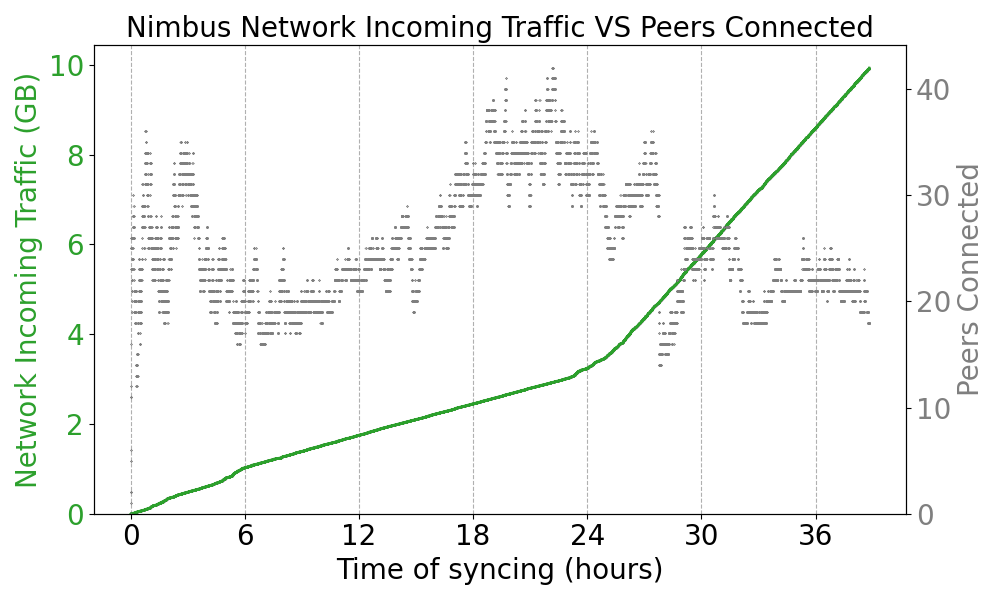 Nimbus Network Incoming Traffic VS Peers Connected
Network Incoming Traffic (GB)
10
8
6
4
2
0
40
30
20
10
0
Peers Connected
0 6 12 18 24 30 36
Time of syncing (hours)